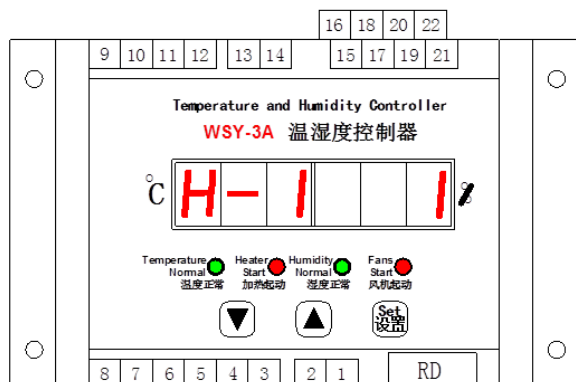 16 18 20 22
9 10 11 12 13 14 15 17 19 21
Temperature and Humidity Controller
WSY-3A 温湿度控制器
°C H-1 1 %
Temperature Normal 温度正常
Heater Start 加热起动
Humidity Normal 湿度正常
Fans Start 风机起动
▼ ▲ Set 设置
8 7 6 5 4 3 2 1 RD